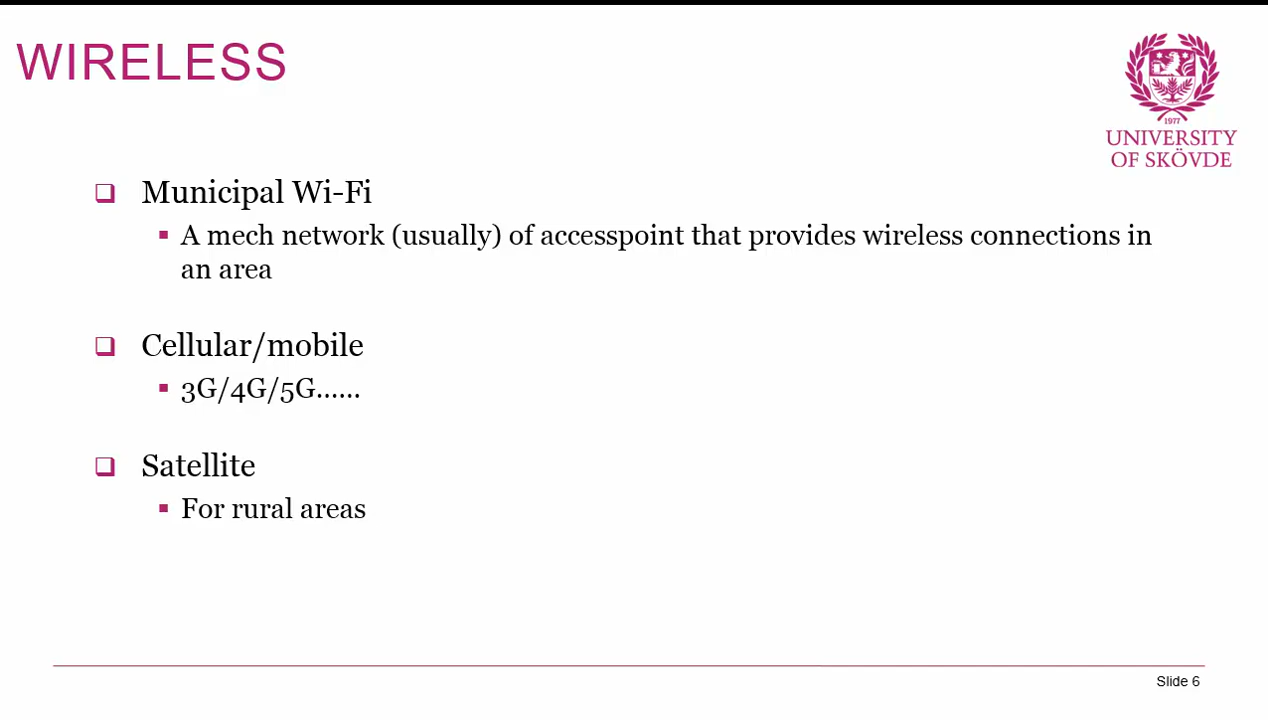 WIRELESS
1977
UNIVERSITY
OF SKÖVDE
Municipal Wi-Fi
A mech network (usually) of accesspoint that provides wireless connections in
an area
Cellular/mobile
3G/4G/5G......
Satellite
For rural areas
Slide 6